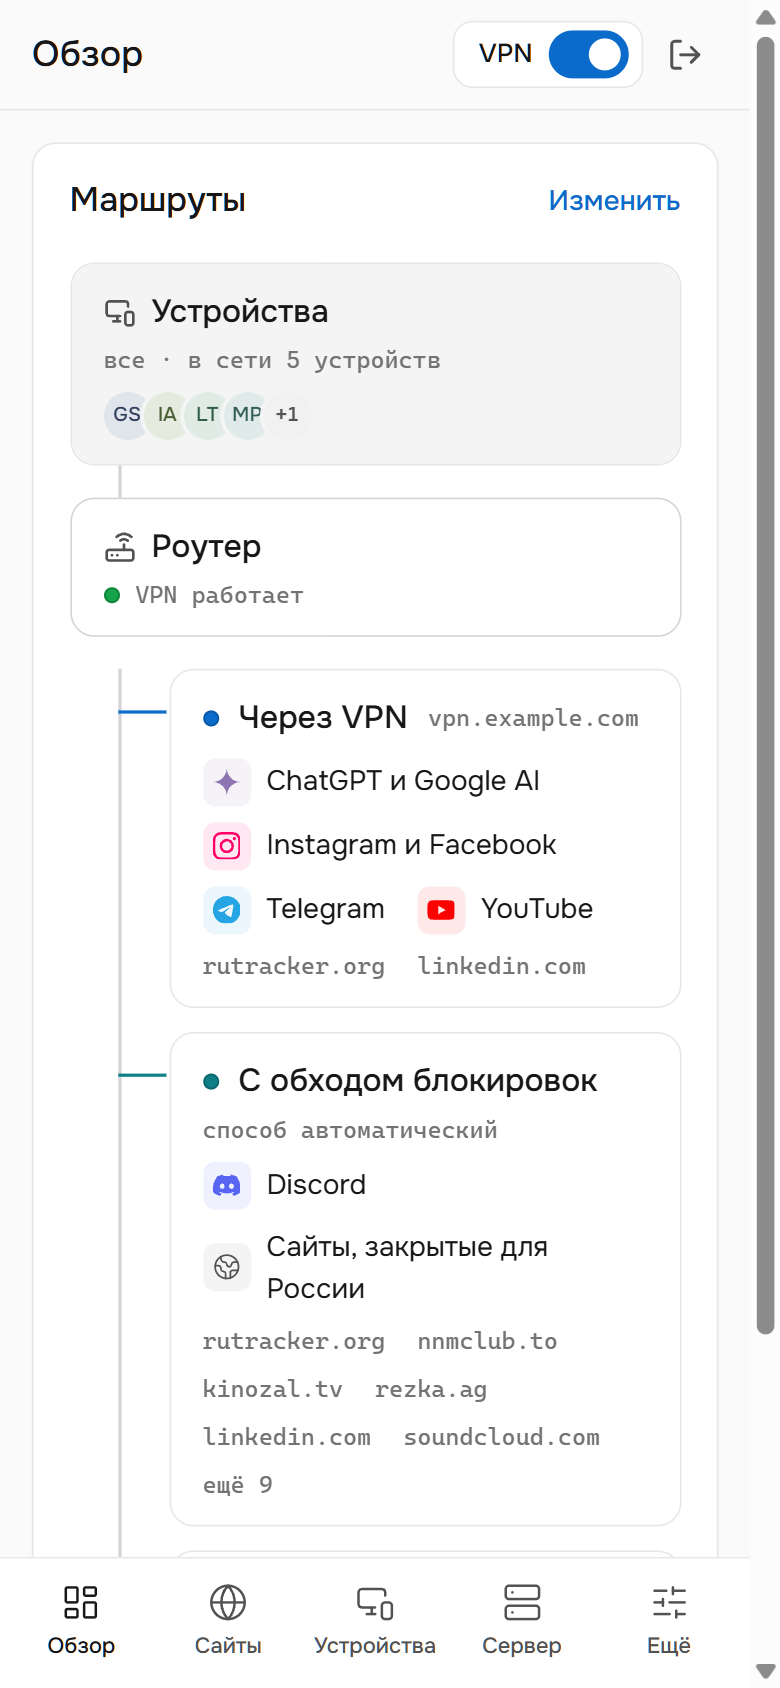 Обзор
VPN
Маршруты
Изменить
Устройства
все · в сети 5 устройств
GS IA LT MP +1
Роутер
VPN работает
Через VPN vpn.example.com
ChatGPT и Google AI
Instagram и Facebook
Telegram YouTube
rutracker.org linkedin.com
С обходом блокировок
способ автоматический
Discord
Сайты, закрытые для
России
rutracker.org nnmclub.to
kinozal.tv rezka.ag
linkedin.com soundcloud.com
ещё 9
Обзор Сайты Устройства Сервер Ещё